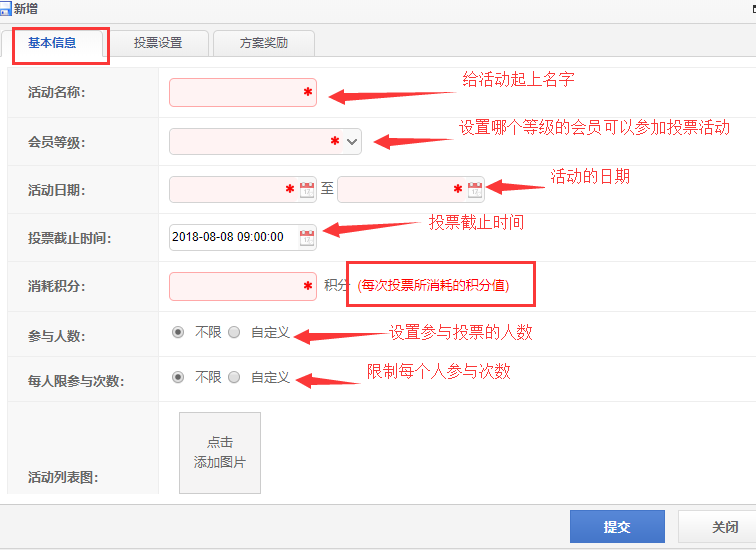 新增
基本信息 投票设置 方案奖励
给活动起上名字
活动名称: *
设置哪个等级的会员可以参加投票活动
会员等级: *
活动的日期
活动日期: * 至 *
投票截止时间
投票截止时间: 2018-08-08 09:00:00
消耗积分: * 积分 (每次投票所消耗的积分值)
参与人数: 不限 自定义 设置参与投票的人数
每人限参与次数: 不限 自定义 限制每个人参与次数
点击
添加图片
活动列表图:
提交 关闭